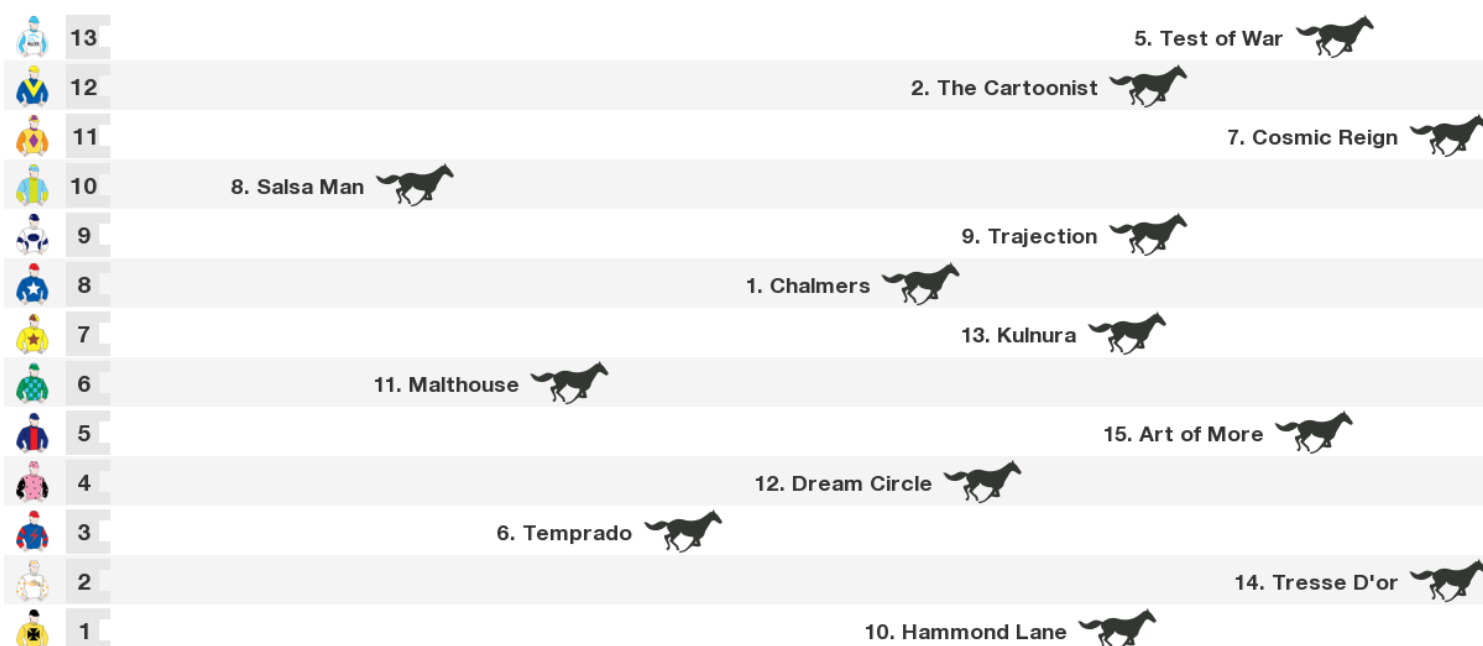 13 5. Test of War
12 2. The Cartoonist
11 7. Cosmic Reign
10 8. Salsa Man
9 9. Trajection
8 1. Chalmers
7 13. Kulnura
6 11. Malthouse
5 15. Art of More
4 12. Dream Circle
3 6. Temprado
2 14. Tresse D'or
1 10. Hammond Lane